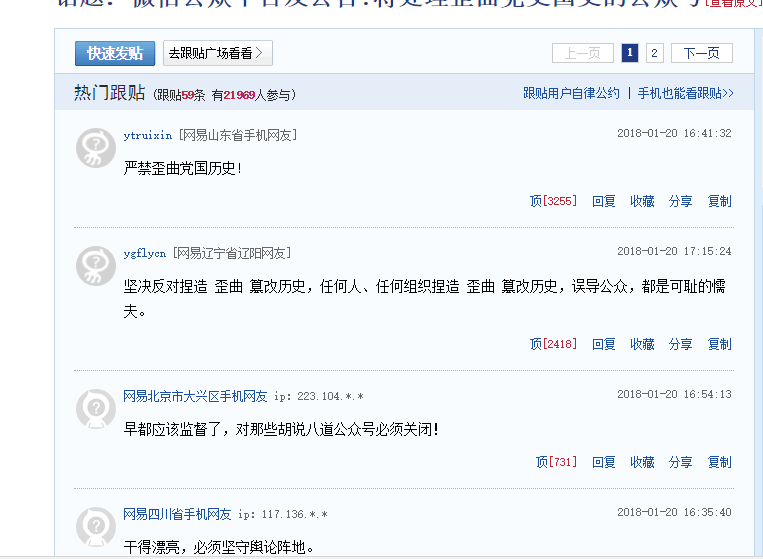 话题：微信公众平台发公告：将处理歪曲党史国史的公众号[查看原文]
快速发贴 去跟贴广场看看> 上一页 1 2 下一页
热门跟贴 (跟贴59条 有21969人参与) 跟贴用户自律公约 | 手机也能看跟贴>>
ytruixin [网易山东省手机网友] 2018-01-20 16:41:32
严禁歪曲党国历史!
顶[3255] 回复 收藏 分享 复制
ygflycn [网易辽宁省辽阳网友] 2018-01-20 17:15:24
坚决反对捏造 歪曲 篡改历史，任何人、任何组织捏造 歪曲 篡改历史，误导公众，都是可耻的懦
夫。
顶[2418] 回复 收藏 分享 复制
网易北京市大兴区手机网友 ip: 223.104.*.* 2018-01-20 16:54:13
早都应该监督了，对那些胡说八道公众号必须关闭!
顶[731] 回复 收藏 分享 复制
网易四川省手机网友 ip: 117.136.*.* 2018-01-20 16:35:40
干得漂亮，必须坚守舆论阵地。